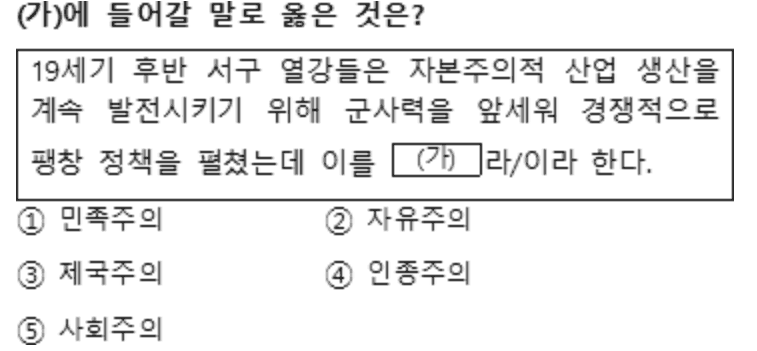 (가)에 들어갈 말로 옳은 것은?
19세기 후반 서구 열강들은 자본주의적 산업 생산을
계속 발전시키기 위해 군사력을 앞세워 경쟁적으로
팽창 정책을 펼쳤는데 이를 (가) 라/이라 한다.
① 민족주의 ② 자유주의
③ 제국주의 ④ 인종주의
⑤ 사회주의